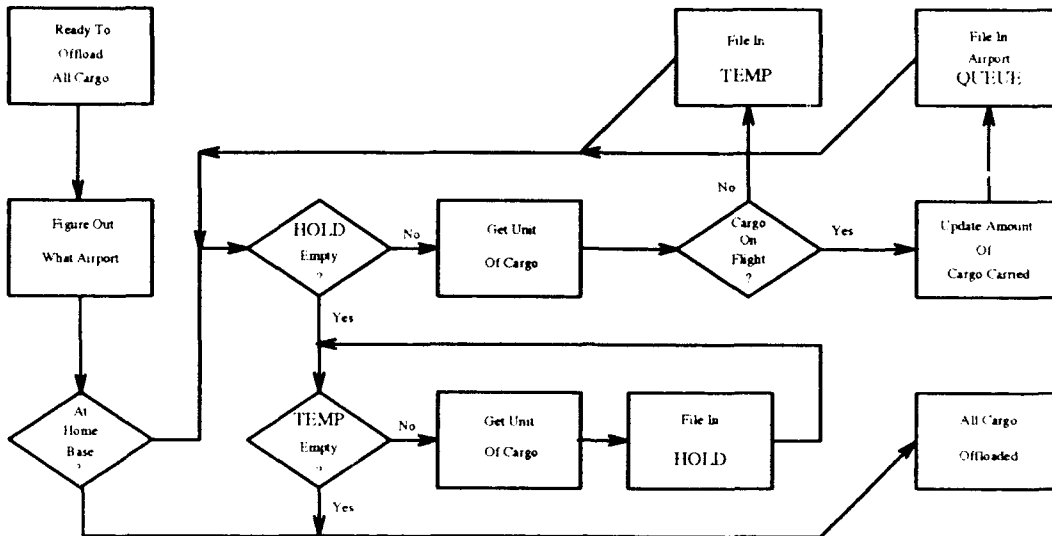 Ready To
Offload
All Cargo
File In
TEMP
File In
Airport
QUEUE
No
Figure Out
What Airport
HOLD
Empty
?
No
Get Unit
Of Cargo
Cargo
On
Flight
?
Yes
Update Amount
Of
Cargo Carried
Yes
At
Home
Base
?
TEMP
Empty
?
No
Get Unit
Of Cargo
File In
HOLD
All Cargo
Offloaded
Yes